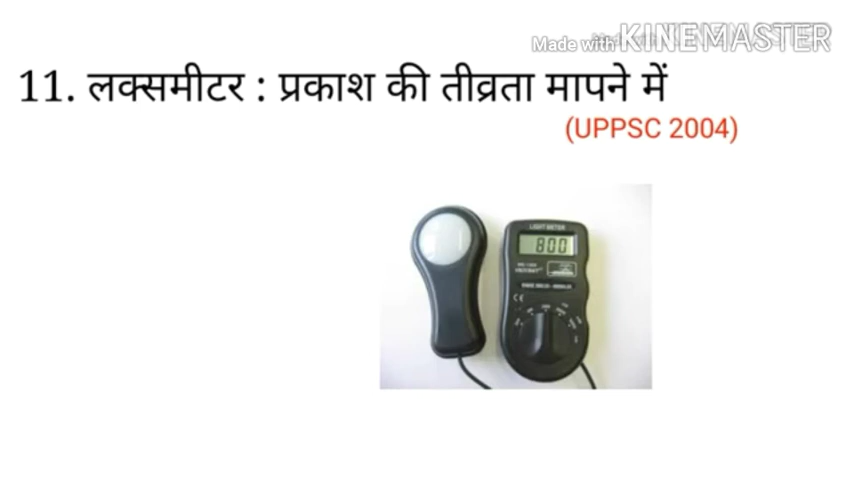 Made with KINEMASTER
11. लक्समीटर : प्रकाश की तीव्रता मापने में
(UPPSC 2004)
LIGHT METER
800